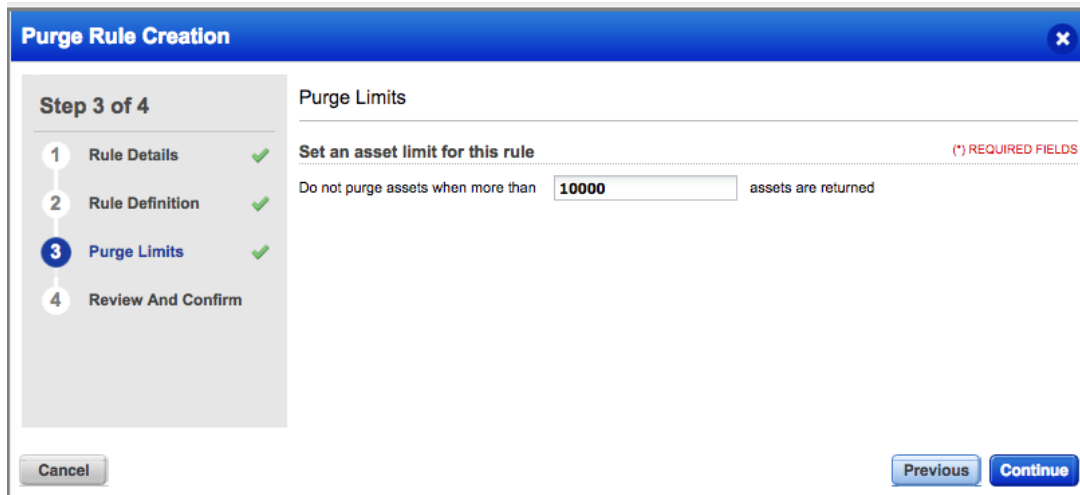 Purge Rule Creation
Step 3 of 4
1 Rule Details
2 Rule Definition
3 Purge Limits
4 Review And Confirm
Purge Limits
Set an asset limit for this rule (*) REQUIRED FIELDS
Do not purge assets when more than 10000 assets are returned
Cancel Previous Continue